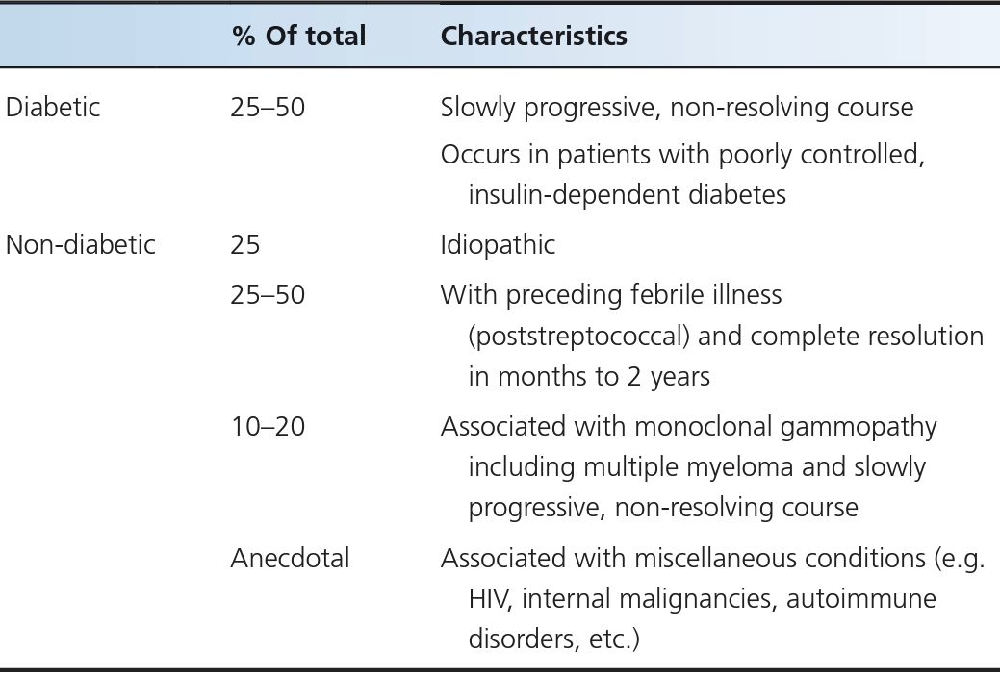 % Of total Characteristics
Diabetic 25–50 Slowly progressive, non-resolving course
Occurs in patients with poorly controlled,
insulin-dependent diabetes
Non-diabetic 25 Idiopathic
25–50 With preceding febrile illness
(poststreptococcal) and complete resolution
in months to 2 years
10–20 Associated with monoclonal gammopathy
including multiple myeloma and slowly
progressive, non-resolving course
Anecdotal Associated with miscellaneous conditions (e.g.
HIV, internal malignancies, autoimmune
disorders, etc.)